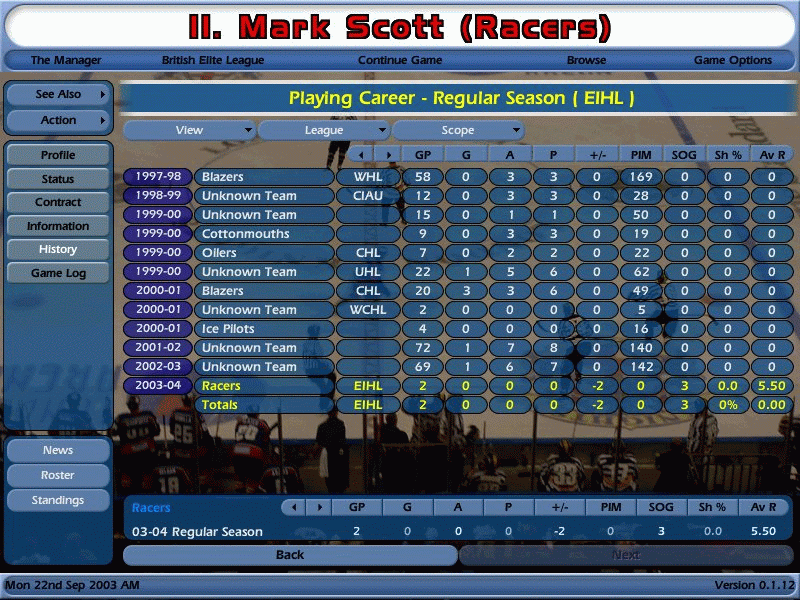 11. Mark Scott (Racers)
The Manager British Elite League Continue Game Browse Game Options
See Also
Action
Profile
Status
Contract
Information
History
Game Log
News
Roster
Standings
Playing Career - Regular Season ( EIHL )
View League Scope
GP G A P +/- PIM SOG Sh % Av R
1997-98 Blazers WHL 58 0 3 3 0 169 0 0 0
1998-99 Unknown Team CIAU 12 0 3 3 0 28 0 0 0
1999-00 Unknown Team 15 0 1 1 0 50 0 0 0
1999-00 Cottonmouths 9 0 3 3 0 19 0 0 0
1999-00 Oilers CHL 7 0 2 2 0 22 0 0 0
1999-00 Unknown Team UHL 22 1 5 6 0 62 0 0 0
2000-01 Blazers CHL 20 3 3 6 0 49 0 0 0
2000-01 Unknown Team WCHL 2 0 0 0 0 5 0 0 0
2000-01 Ice Pilots 4 0 0 0 0 16 0 0 0
2001-02 Unknown Team 72 1 7 8 0 140 0 0 0
2002-03 Unknown Team 69 1 6 7 0 142 0 0 0
2003-04 Racers EIHL 2 0 0 0 -2 0 3 0.0 5.50
Totals EIHL 2 0 0 0 -2 0 3 0% 0.00
Racers GP G A P +/- PIM SOG Sh % Av R
03-04 Regular Season 2 0 0 0 -2 0 3 0.0 5.50
Back Next
Mon 22nd Sep 2003 AM Version 0.1.12